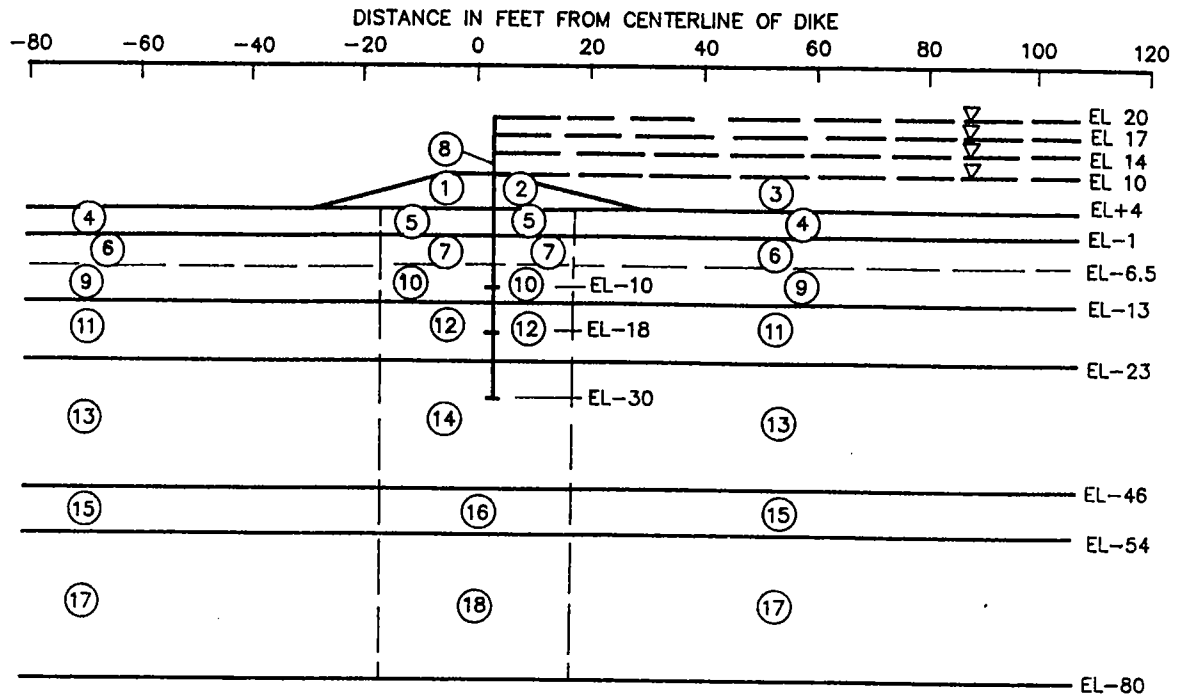 DISTANCE IN FEET FROM CENTERLINE OF DIKE
-80 -60 -40 -20 0 20 40 60 80 100 120
EL 20
EL 17
8
EL 14
1 2 3 EL 10
EL+4
4 5 5 4
EL-1
6 7 7 6
EL-6.5
9 10 10 EL-10 9
EL-13
11 12 12 EL-18 11
EL-23
EL-30
13 14 13
EL-46
15 16 15
EL-54
17 18 17
EL-80